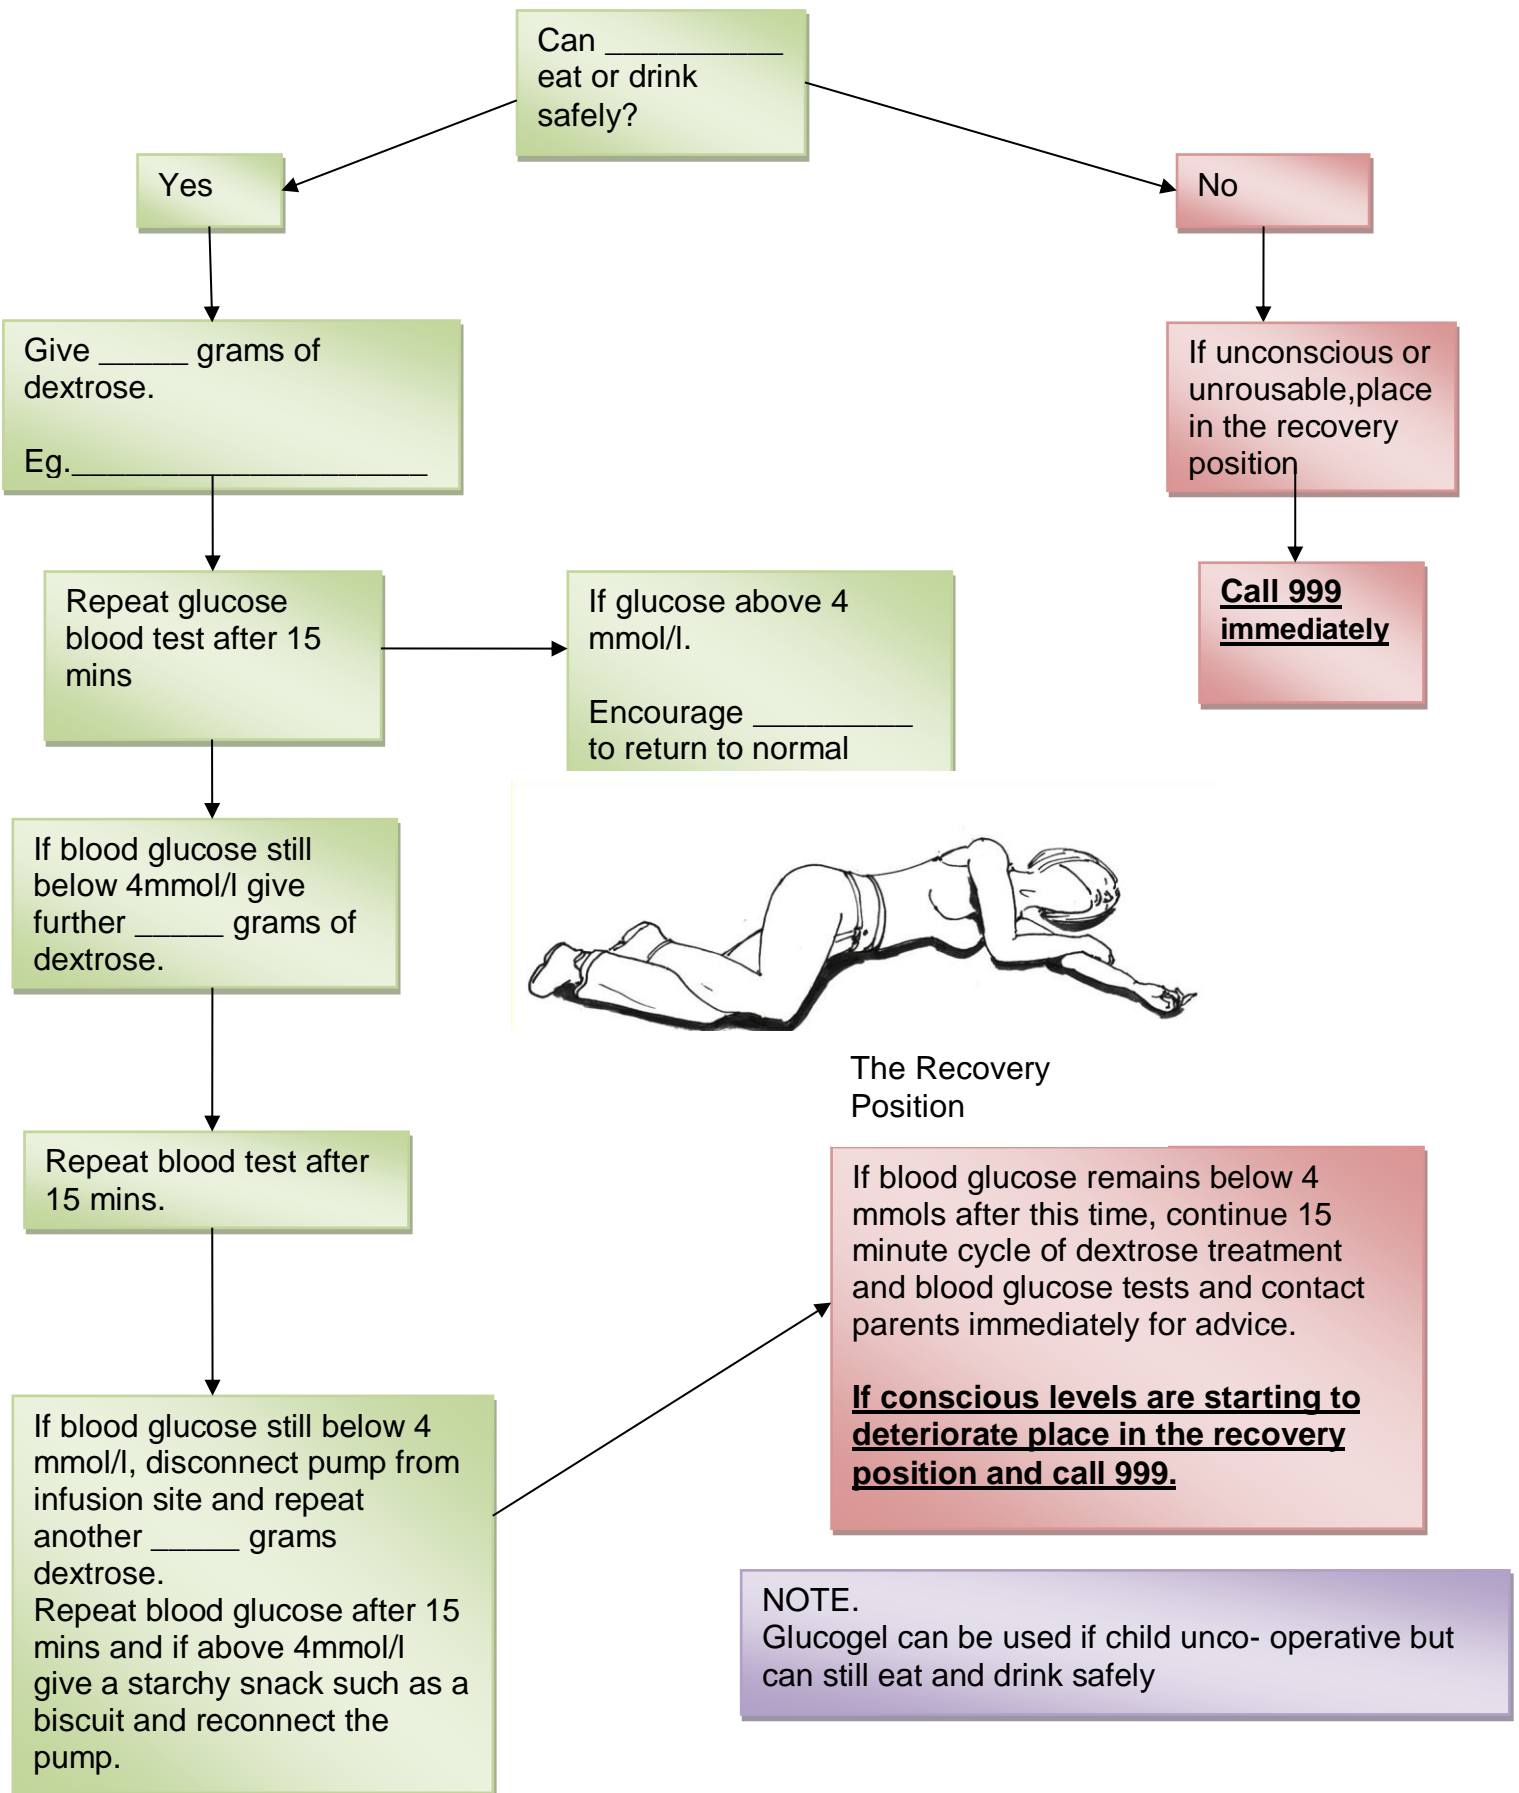 Can __________
eat or drink
safely?
Yes
No
Give _____ grams of
dextrose.
Eg.____________________
If unconscious or
unrousable,place
in the recovery
position
Repeat glucose
blood test after 15
mins
If glucose above 4
mmol/l.
Encourage _________
to return to normal
Call 999
immediately
If blood glucose still
below 4mmol/l give
further _____ grams of
dextrose.
The Recovery
Position
Repeat blood test after
15 mins.
If blood glucose remains below 4
mmols after this time, continue 15
minute cycle of dextrose treatment
and blood glucose tests and contact
parents immediately for advice.
If conscious levels are starting to
deteriorate place in the recovery
position and call 999.
If blood glucose still below 4
mmol/l, disconnect pump from
infusion site and repeat
another _____ grams
dextrose.
Repeat blood glucose after 15
mins and if above 4mmol/l
give a starchy snack such as a
biscuit and reconnect the
pump.
NOTE.
Glucogel can be used if child unco- operative but
can still eat and drink safely